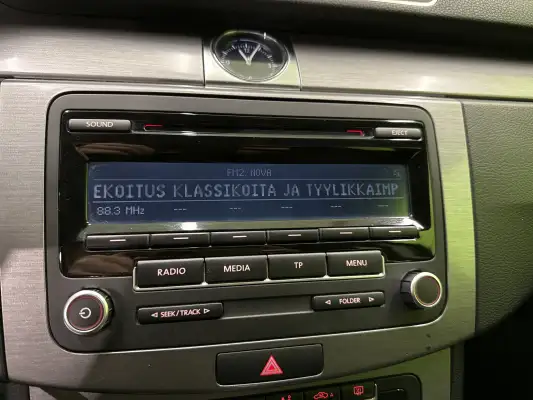 SOUND
EJECT
FM2: NOVA
EKOITUS KLASSIKOITA JA TYYLIKKAIMP
88.3 MHz --- --- --- --- ---
RADIO MEDIA TP MENU
SEEK/TRACK FOLDER